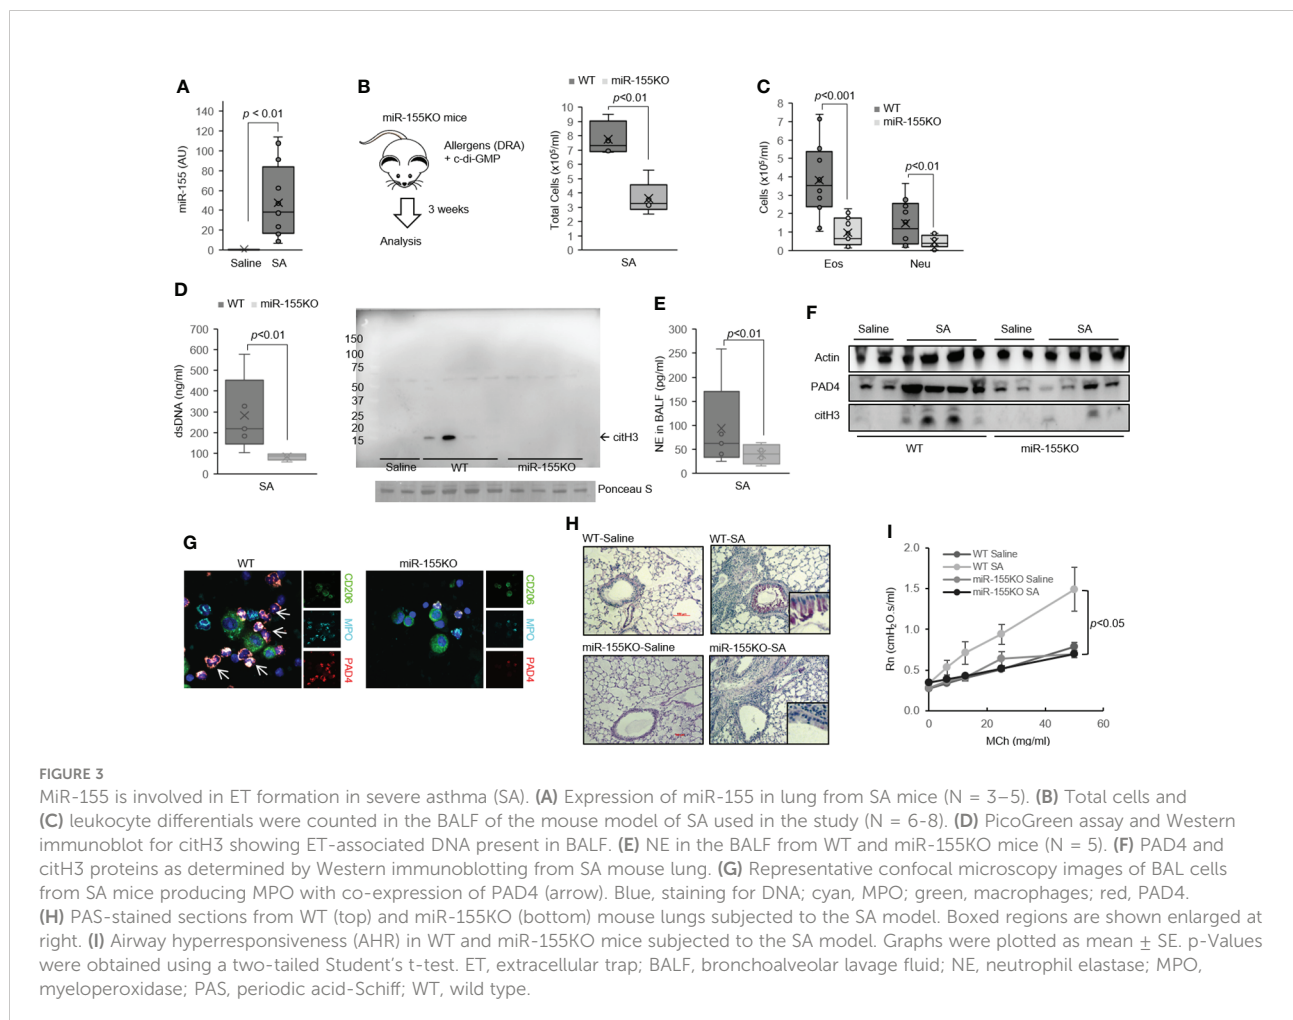 A
p < 0.01
140
120
100
80
60
40
20
0
miR-155 (AU)
Saline
SA
B
miR-155KO mice
Allergens (DRA)
+ c-di-GMP
3 weeks
Analysis
WT miR-155KO
p<0.01
10
9
8
7
6
5
4
3
2
1
0
Total Cells (x10⁵/ml)
SA
C
p<0.001
WT
miR-155KO
p<0.01
8
7
6
5
4
3
2
1
0
Cells (x10⁵/ml)
Eos
Neu
D
WT miR-155KO
p<0.01
700
600
500
400
300
200
100
0
dsDNA (ng/ml)
SA
150
100
75
50
37
25
20
15
citH3
Saline
WT
miR-155KO
Ponceau S
E
WT miR-155KO
p<0.01
300
250
200
150
100
50
0
NE in BALF (pg/ml)
SA
F
Saline
SA
Saline
SA
Actin
PAD4
citH3
WT
miR-155KO
G
WT
miR-155KO
CD206
MPO
PAD4
CD206
MPO
PAD4
H
WT-Saline
WT-SA
miR-155KO-Saline
miR-155KO-SA
I
2.0
1.5
1.0
0.5
0.0
Rn (cmH₂O.s/ml)
WT Saline
WT SA
miR-155KO Saline
miR-155KO SA
p<0.05
0
20
40
60
MCh (mg/ml)
FIGURE 3
MiR-155 is involved in ET formation in severe asthma (SA). (A) Expression of miR-155 in lung from SA mice (N = 3–5). (B) Total cells and
(C) leukocyte differentials were counted in the BALF of the mouse model of SA used in the study (N = 6-8). (D) PicoGreen assay and Western
immunoblot for citH3 showing ET-associated DNA present in BALF. (E) NE in the BALF from WT and miR-155KO mice (N = 5). (F) PAD4 and
citH3 proteins as determined by Western immunoblotting from SA mouse lung. (G) Representative confocal microscopy images of BAL cells
from SA mice producing MPO with co-expression of PAD4 (arrow). Blue, staining for DNA; cyan, MPO; green, macrophages; red, PAD4.
(H) PAS-stained sections from WT (top) and miR-155KO (bottom) mouse lungs subjected to the SA model. Boxed regions are shown enlarged at
right. (I) Airway hyperresponsiveness (AHR) in WT and miR-155KO mice subjected to the SA model. Graphs were plotted as mean ± SE. p-Values
were obtained using a two-tailed Student's t-test. ET, extracellular trap; BALF, bronchoalveolar lavage fluid; NE, neutrophil elastase; MPO,
myeloperoxidase; PAS, periodic acid-Schiff; WT, wild type.